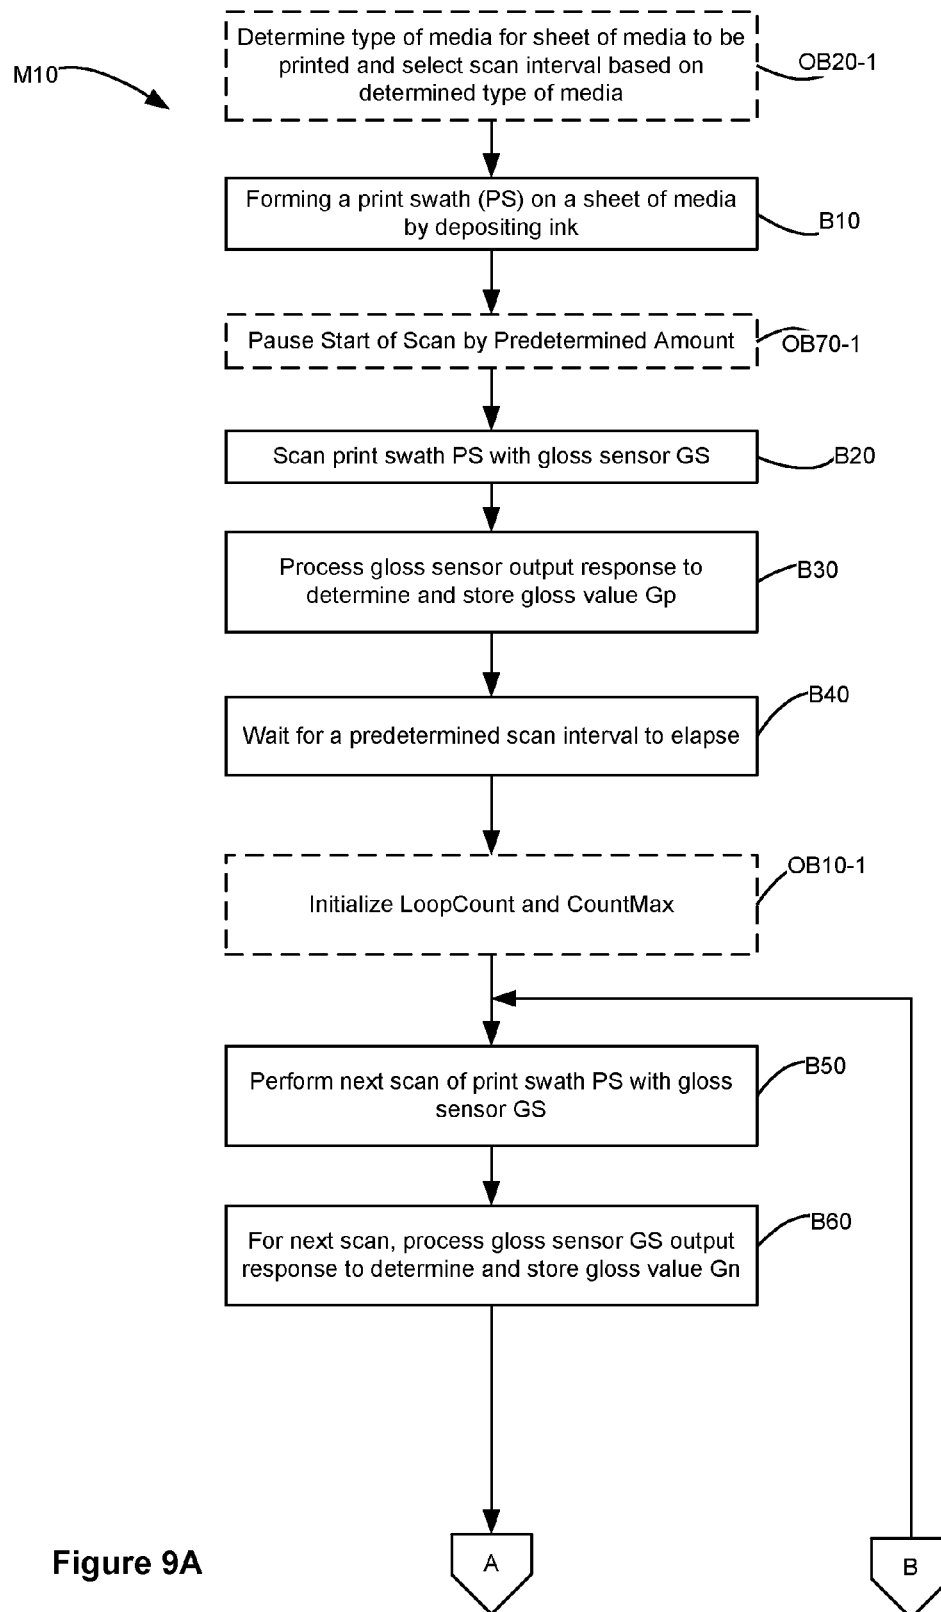 M10
Determine type of media for sheet of media to be
printed and select scan interval based on
determined type of media
OB20-1
Forming a print swath (PS) on a sheet of media
by depositing ink
B10
Pause Start of Scan by Predetermined Amount
OB70-1
Scan print swath PS with gloss sensor GS
B20
Process gloss sensor output response to
determine and store gloss value Gp
B30
Wait for a predetermined scan interval to elapse
B40
Initialize LoopCount and CountMax
OB10-1
Perform next scan of print swath PS with gloss
sensor GS
B50
For next scan, process gloss sensor GS output
response to determine and store gloss value Gn
B60
Figure 9A
A
B